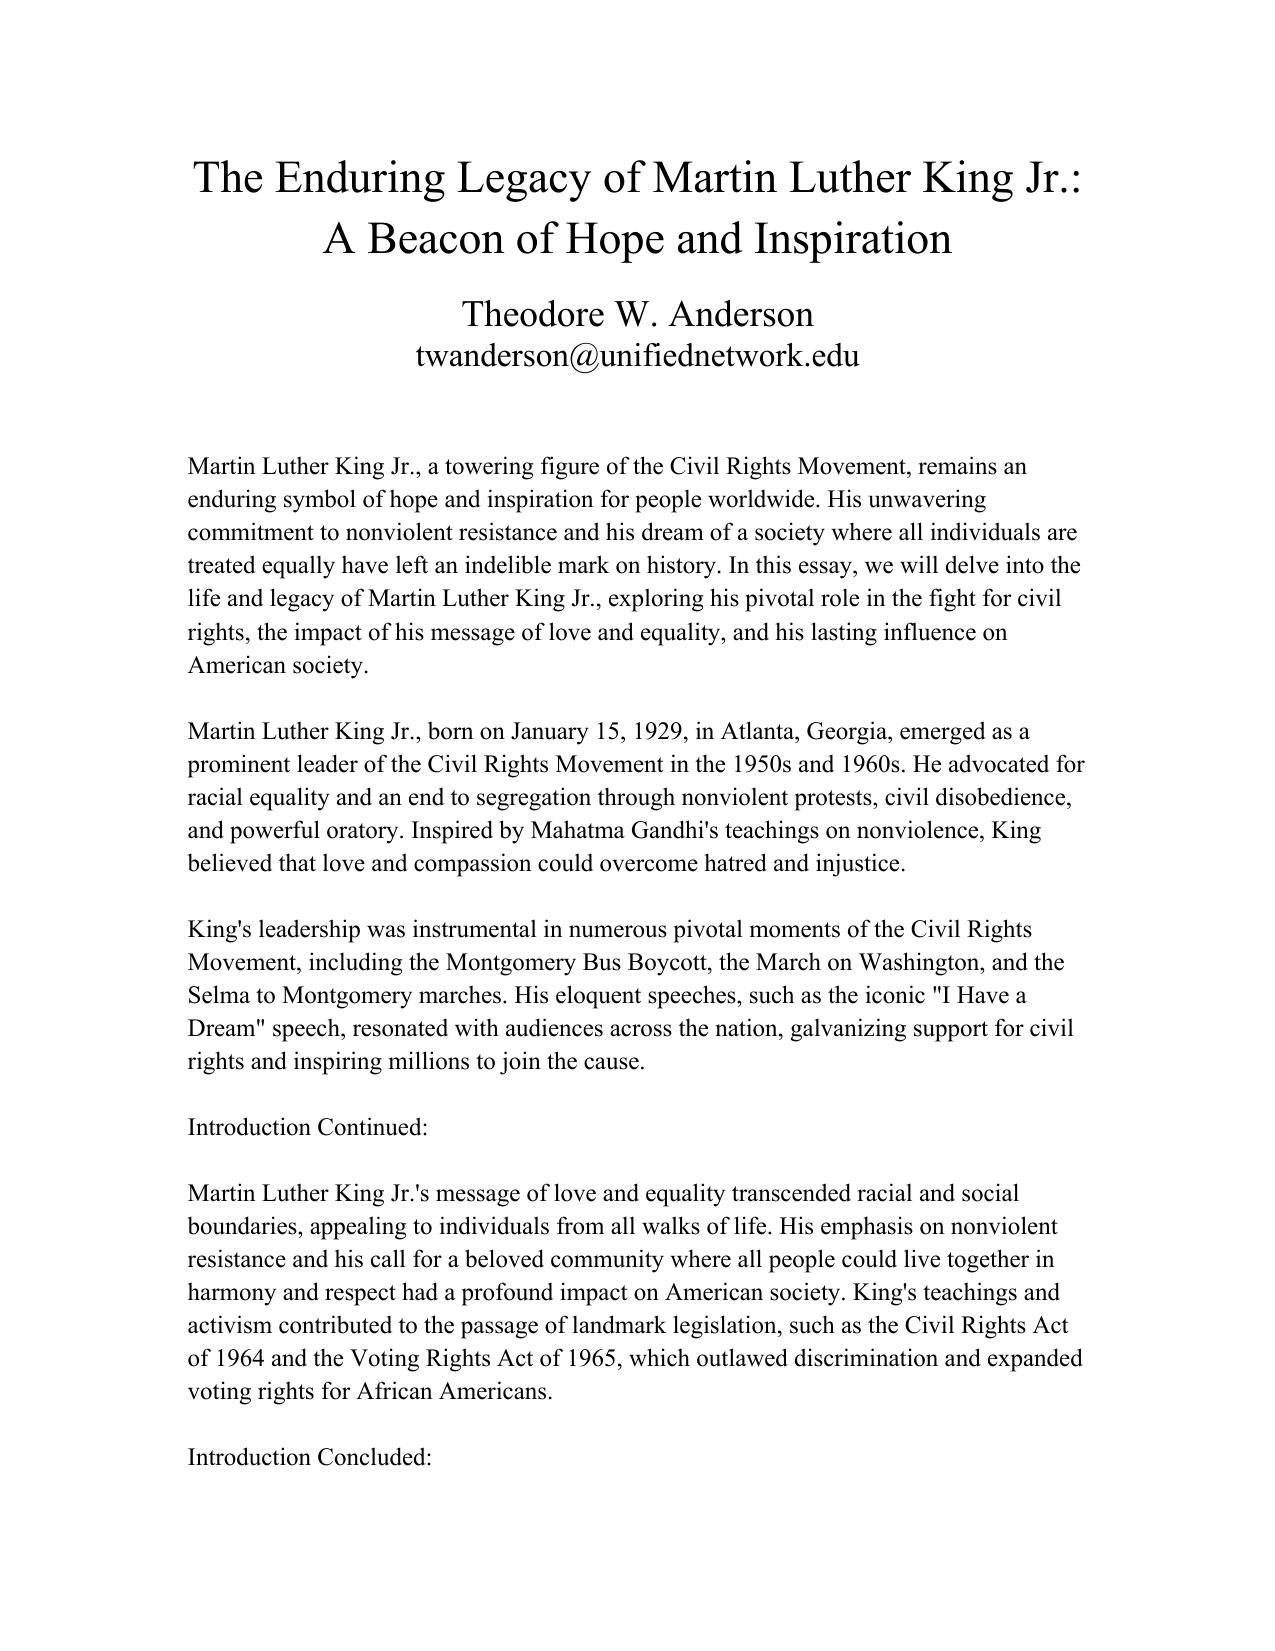 The Enduring Legacy of Martin Luther King Jr.:
A Beacon of Hope and Inspiration
Theodore W. Anderson
twanderson@unifiednetwork.edu
Martin Luther King Jr., a towering figure of the Civil Rights Movement, remains an
enduring symbol of hope and inspiration for people worldwide. His unwavering
commitment to nonviolent resistance and his dream of a society where all individuals are
treated equally have left an indelible mark on history. In this essay, we will delve into the
life and legacy of Martin Luther King Jr., exploring his pivotal role in the fight for civil
rights, the impact of his message of love and equality, and his lasting influence on
American society.
Martin Luther King Jr., born on January 15, 1929, in Atlanta, Georgia, emerged as a
prominent leader of the Civil Rights Movement in the 1950s and 1960s. He advocated for
racial equality and an end to segregation through nonviolent protests, civil disobedience,
and powerful oratory. Inspired by Mahatma Gandhi's teachings on nonviolence, King
believed that love and compassion could overcome hatred and injustice.
King's leadership was instrumental in numerous pivotal moments of the Civil Rights
Movement, including the Montgomery Bus Boycott, the March on Washington, and the
Selma to Montgomery marches. His eloquent speeches, such as the iconic "I Have a
Dream" speech, resonated with audiences across the nation, galvanizing support for civil
rights and inspiring millions to join the cause.
Introduction Continued:
Martin Luther King Jr.'s message of love and equality transcended racial and social
boundaries, appealing to individuals from all walks of life. His emphasis on nonviolent
resistance and his call for a beloved community where all people could live together in
harmony and respect had a profound impact on American society. King's teachings and
activism contributed to the passage of landmark legislation, such as the Civil Rights Act
of 1964 and the Voting Rights Act of 1965, which outlawed discrimination and expanded
voting rights for African Americans.
Introduction Concluded: